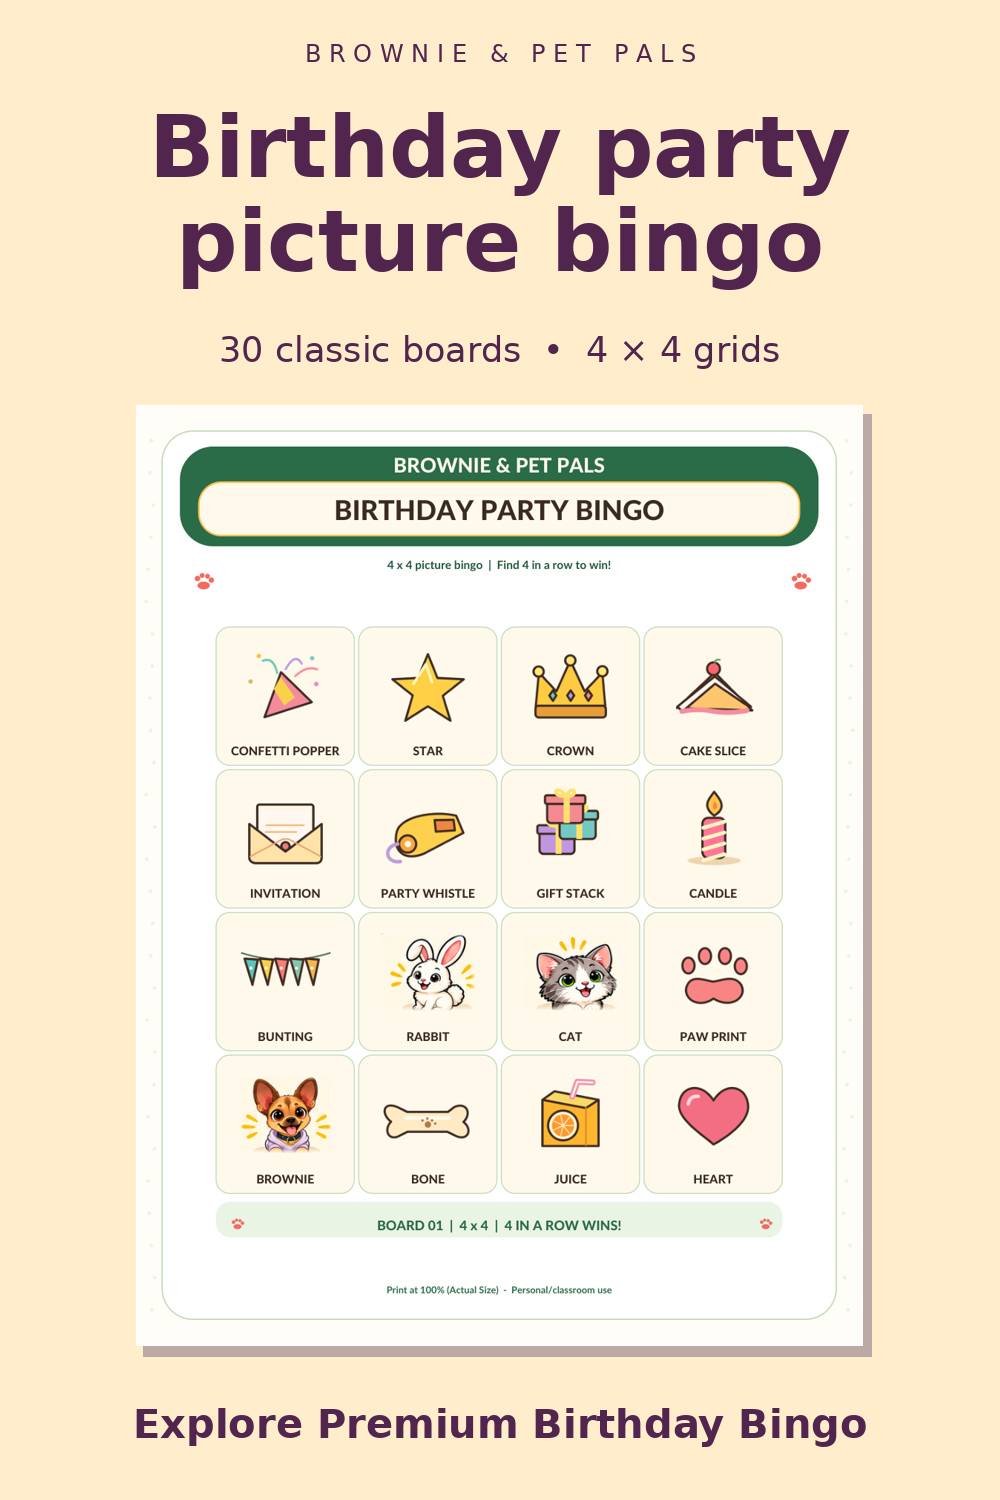 BROWNIE & PET PALS
Birthday party
picture bingo
30 classic boards • 4 × 4 grids
BROWNIE & PET PALS
BIRTHDAY PARTY BINGO
4 x 4 picture bingo | Find 4 in a row to win!
CONFETTI POPPER
STAR
CROWN
CAKE SLICE
INVITATION
PARTY WHISTLE
GIFT STACK
CANDLE
BUNTING
RABBIT
CAT
PAW PRINT
BROWNIE
BONE
JUICE
HEART
BOARD 01 | 4 x 4 | 4 IN A ROW WINS!
Print at 100% (Actual Size) - Personal/classroom use
Explore Premium Birthday Bingo